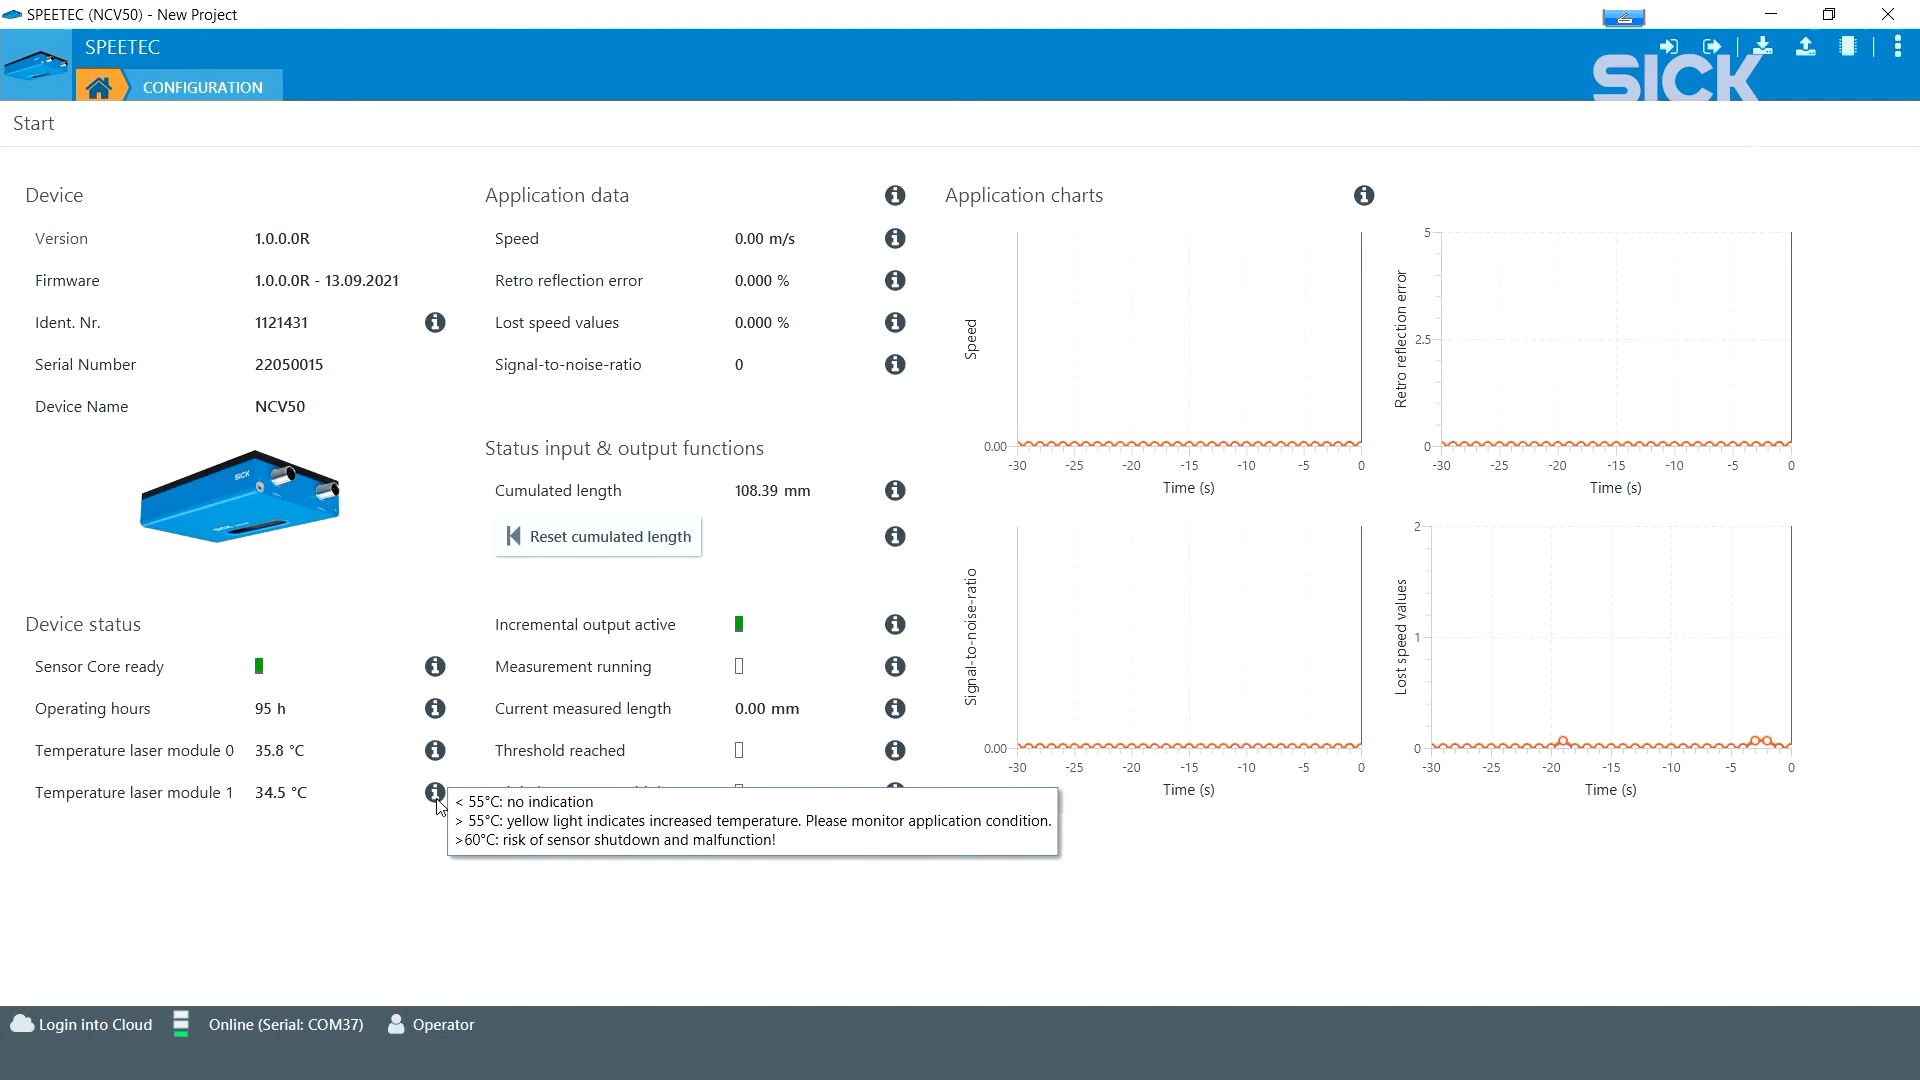 SPEETEC (NCV50) - New Project
SPEETEC
CONFIGURATION
SICK
Start
Device
Version 1.0.0.0R
Firmware 1.0.0.0R - 13.09.2021
Ident. Nr. 1121431
Serial Number 22050015
Device Name NCV50
SICK
Device status
Sensor Core ready
Operating hours 95 h
Temperature laser module 0 35.8 °C
Temperature laser module 1 34.5 °C
Application data
Speed 0.00 m/s
Retro reflection error 0.000 %
Lost speed values 0.000 %
Signal-to-noise-ratio 0
Status input & output functions
Cumulated length 108.39 mm
Reset cumulated length
Incremental output active
Measurement running
Current measured length 0.00 mm
Threshold reached
< 55°C: no indication
> 55°C: yellow light indicates increased temperature. Please monitor application condition.
>60°C: risk of sensor shutdown and malfunction!
Application charts
Speed
0.00
-30 -25 -20 -15 -10 -5 0
Time (s)
Retro reflection error
5
2.5
0
-30 -25 -20 -15 -10 -5 0
Time (s)
Signal-to-noise-ratio
0.00
-30 -25 -20 -15 -10 -5 0
Time (s)
Lost speed values
2
1
0
-30 -25 -20 -15 -10 -5 0
Time (s)
Login into Cloud
Online (Serial: COM37)
Operator